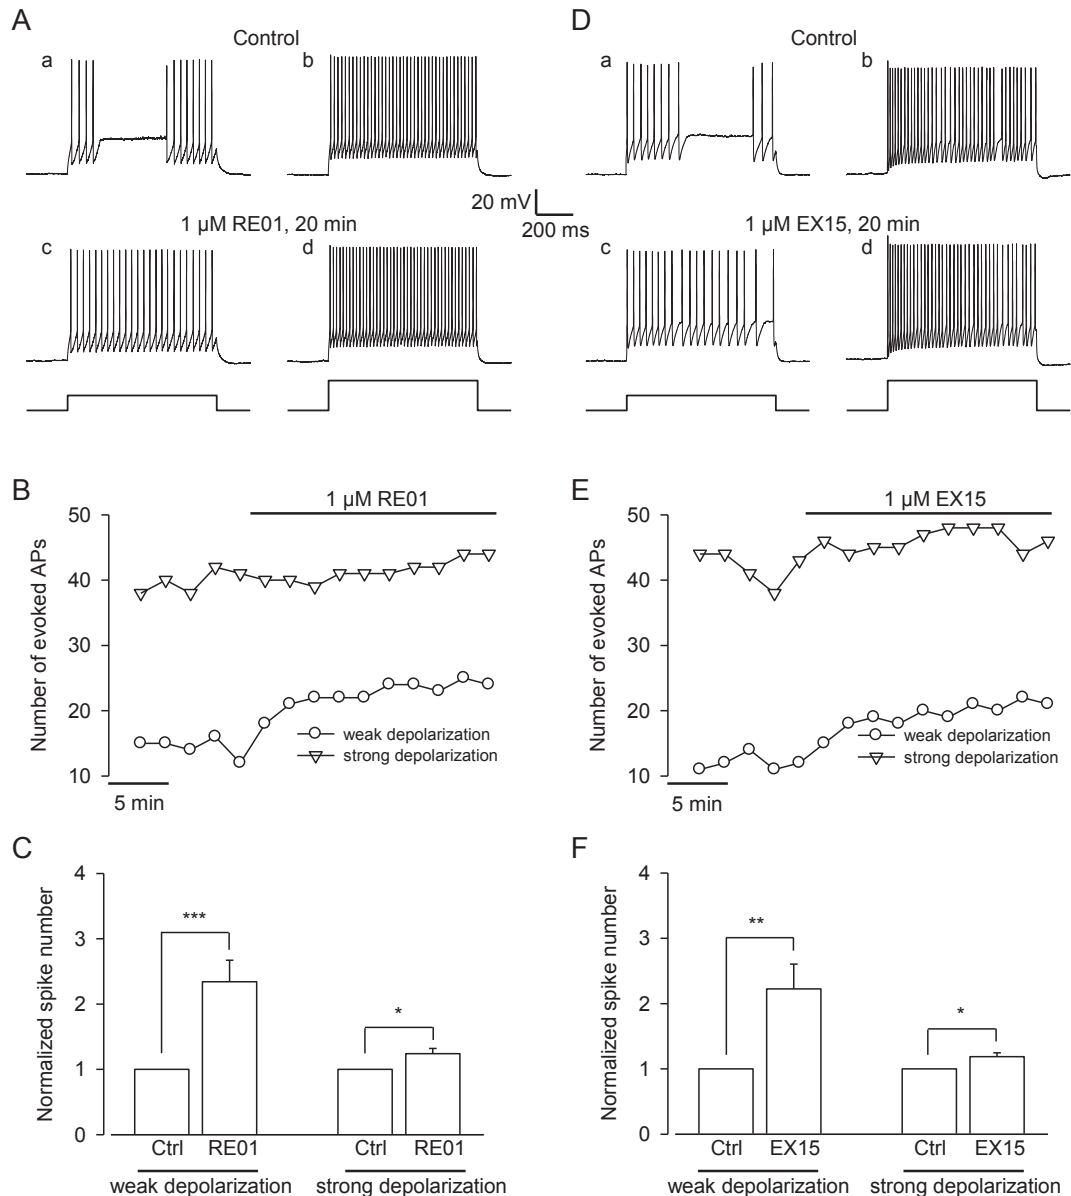 A
Control
a
b
1 µM RE01, 20 min
c
d
20 mV
200 ms
D
Control
a
b
1 µM EX15, 20 min
c
d
B
1 µM RE01
50
40
30
20
10
Number of evoked APs
weak depolarization
strong depolarization
5 min
E
1 µM EX15
50
40
30
20
10
Number of evoked APs
weak depolarization
strong depolarization
5 min
C
4
3
2
1
0
Normalized spike number
***
*
Ctrl RE01 Ctrl RE01
weak depolarization strong depolarization
F
4
3
2
1
0
Normalized spike number
**
*
Ctrl EX15 Ctrl EX15
weak depolarization strong depolarization